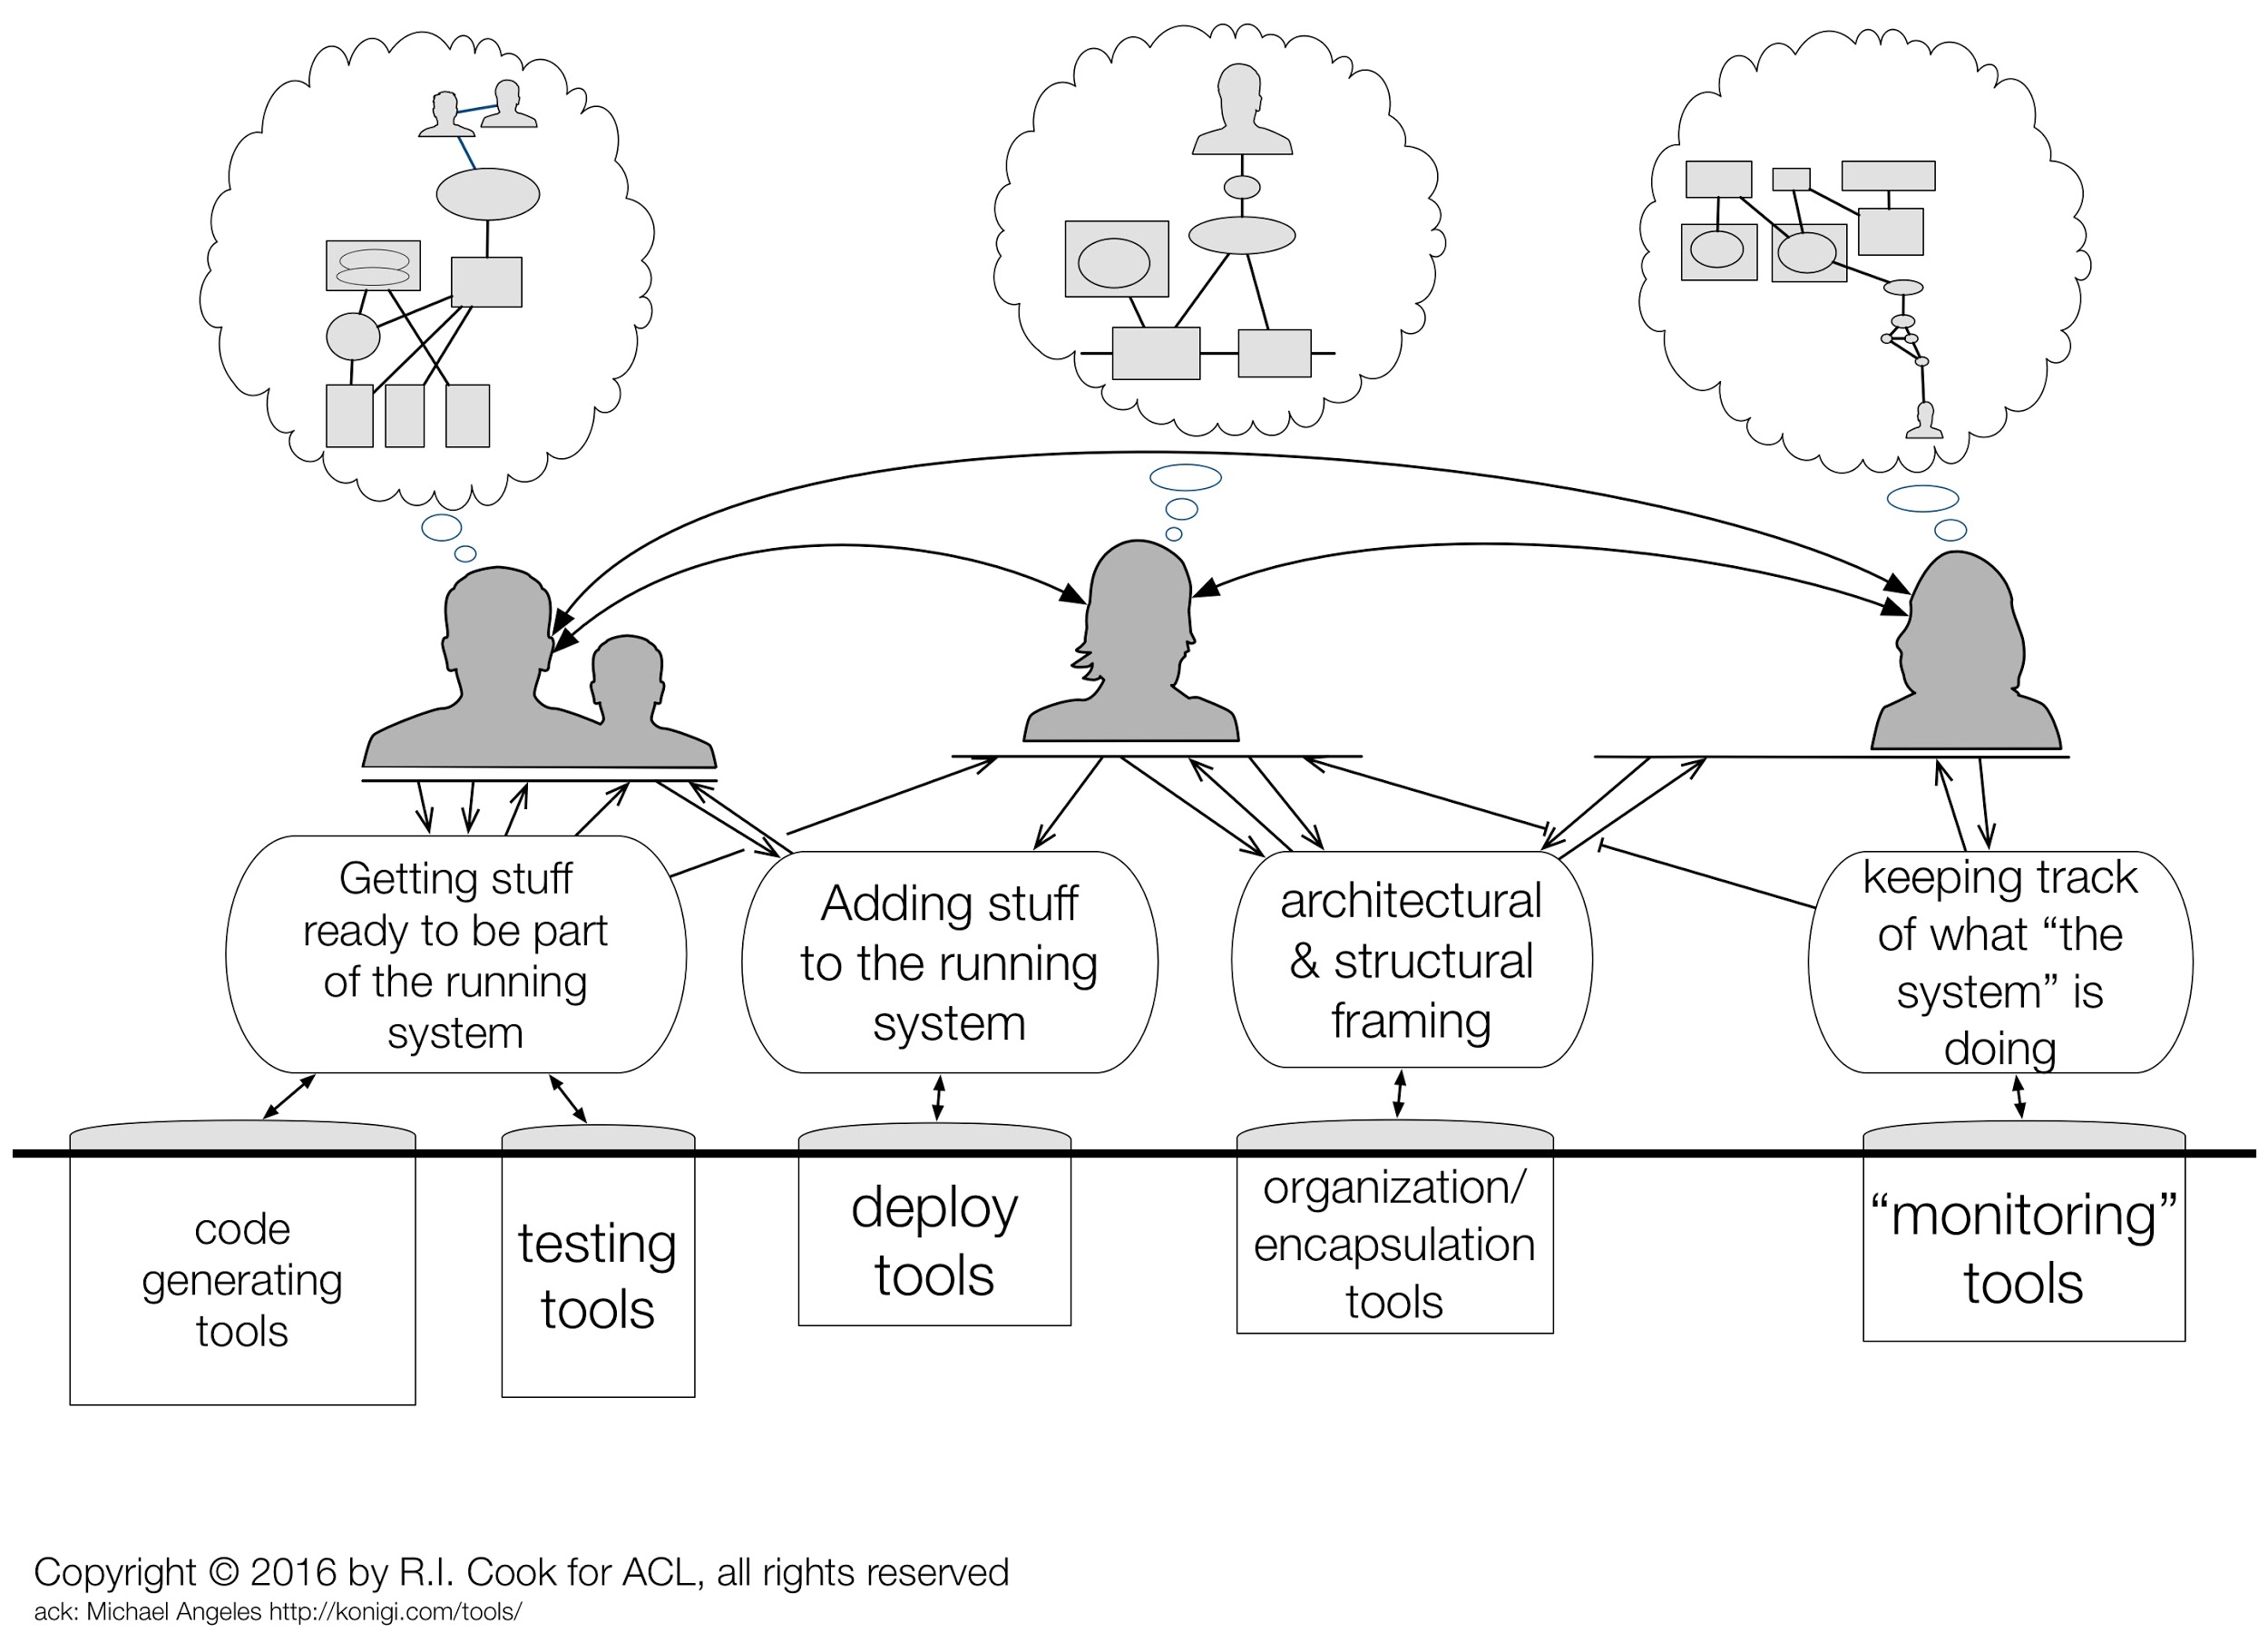 Getting stuff
ready to be part
of the running
system
Adding stuff
to the running
system
architectural
& structural
framing
keeping track
of what “the
system” is
doing
code
generating
tools
testing
tools
deploy
tools
organization/
encapsulation
tools
“monitoring”
tools
Copyright © 2016 by R.I. Cook for ACL, all rights reserved
ack: Michael Angeles http://konigi.com/tools/